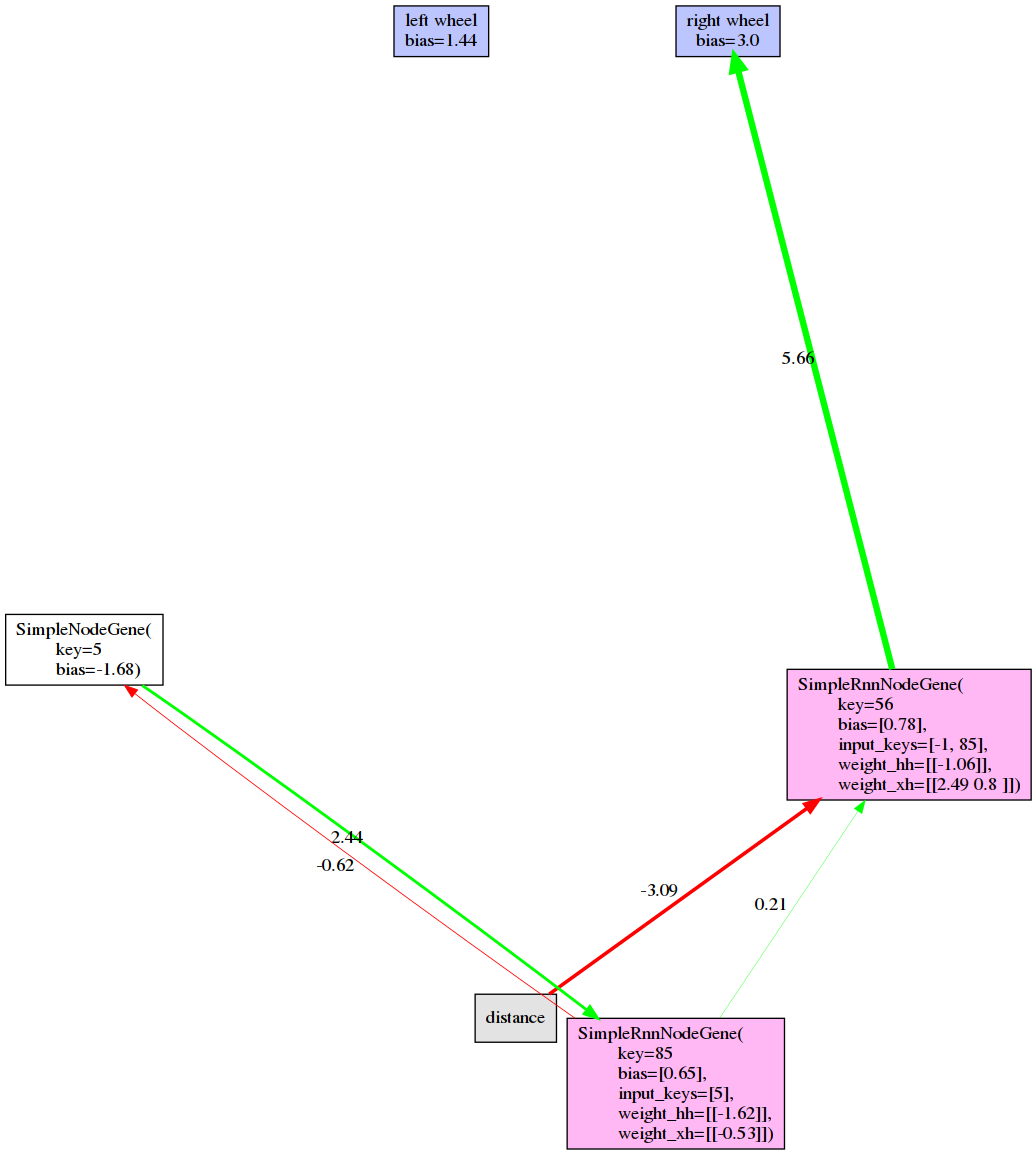 left wheel
bias=1.44
right wheel
bias=3.0
5.66
SimpleNodeGene(
key=5
bias=-1.68)
SimpleRnnNodeGene(
key=56
bias=[0.78],
input_keys=[-1, 85],
weight_hh=[[-1.06]],
weight_xh=[[2.49 0.8 ]])
2.44
-0.62
-3.09
0.21
distance
SimpleRnnNodeGene(
key=85
bias=[0.65],
input_keys=[5],
weight_hh=[[-1.62]],
weight_xh=[[-0.53]])